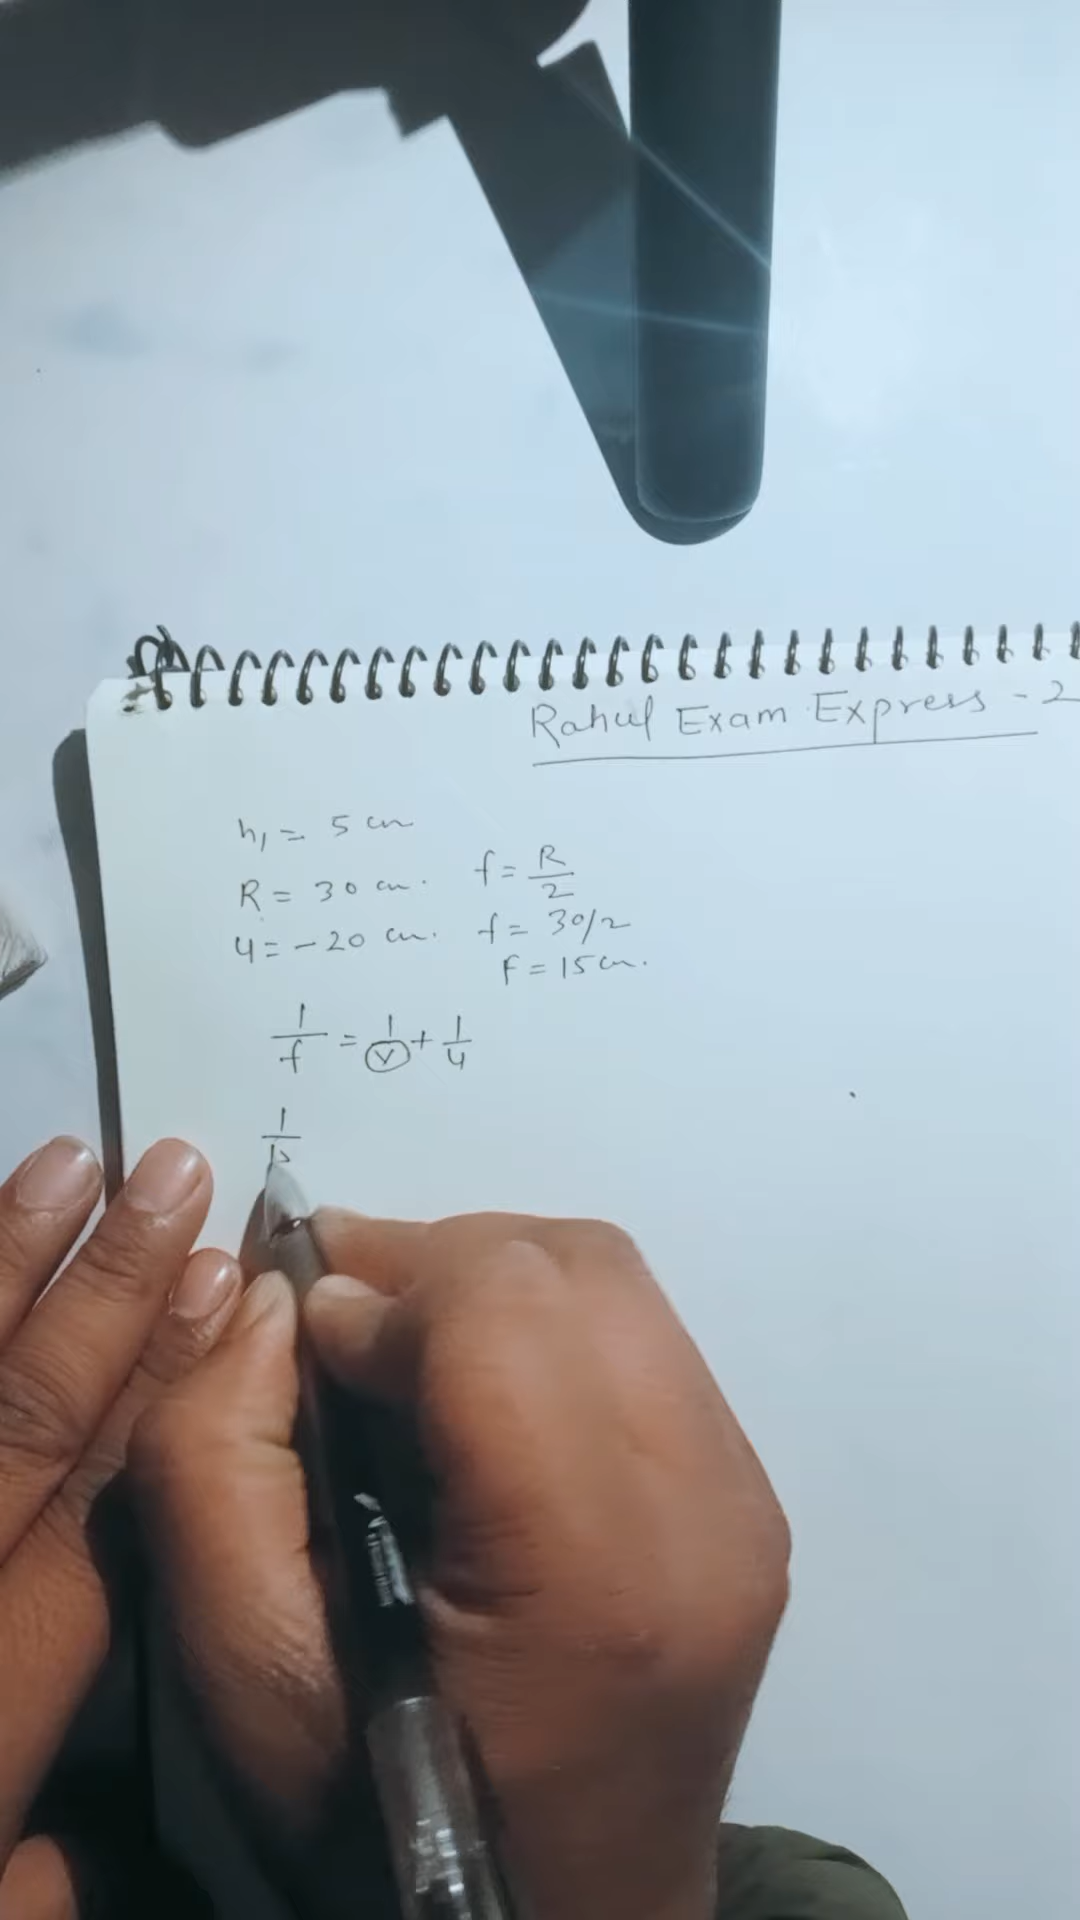 Rahul Exam Express - 2
h₁ = 5 cm
R = 30 cm. f = R/2
u = -20 cm. f = 30/2
F = 15 cm.
1/f = 1/v + 1/u
1/15